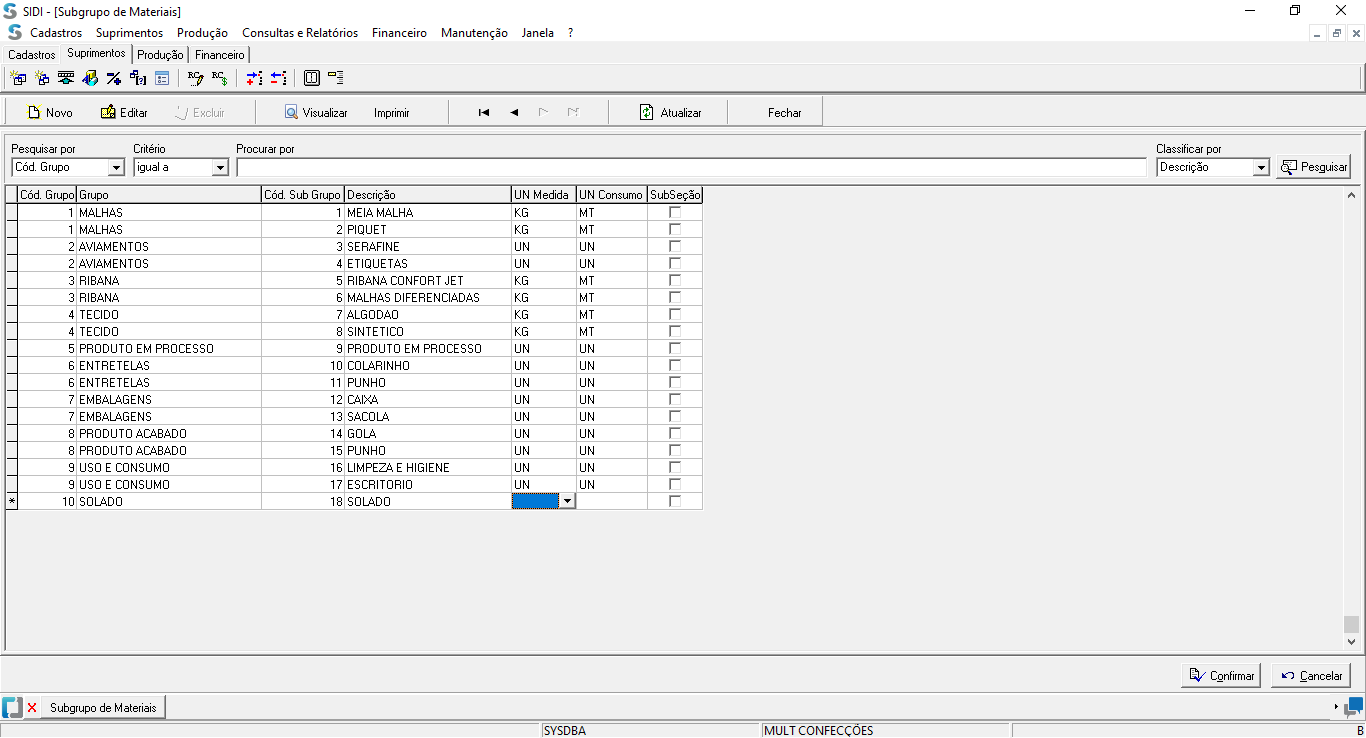 SIDI - [Subgrupo de Materiais]
Cadastros Suprimentos Produção Consultas e Relatórios Financeiro Manutenção Janela ?
Cadastros Suprimentos Produção Financeiro
Novo Editar Excluir Visualizar Imprimir Atualizar Fechar
Pesquisar por Critério Procurar por Classificar por
Cód. Grupo igual a Descrição Pesquisar
Cód. Grupo Grupo Cód. Sub Grupo Descrição UN Medida UN Consumo SubSeção
1 MALHAS 1 MEIA MALHA KG MT
1 MALHAS 2 PIQUET KG MT
2 AVIAMENTOS 3 SERAFINE UN UN
2 AVIAMENTOS 4 ETIQUETAS UN UN
3 RIBANA 5 RIBANA CONFORT JET KG MT
3 RIBANA 6 MALHAS DIFERENCIADAS KG MT
4 TECIDO 7 ALGODAO KG MT
4 TECIDO 8 SINTETICO KG MT
5 PRODUTO EM PROCESSO 9 PRODUTO EM PROCESSO UN UN
6 ENTRETELAS 10 COLARINHO UN UN
6 ENTRETELAS 11 PUNHO UN UN
7 EMBALAGENS 12 CAIXA UN UN
7 EMBALAGENS 13 SACOLA UN UN
8 PRODUTO ACABADO 14 GOLA UN UN
8 PRODUTO ACABADO 15 PUNHO UN UN
9 USO E CONSUMO 16 LIMPEZA E HIGIENE UN UN
9 USO E CONSUMO 17 ESCRITORIO UN UN
* 10 SOLADO 18 SOLADO
Confirmar Cancelar
Subgrupo de Materiais
SYSDBA MULT CONFECÇÕES B